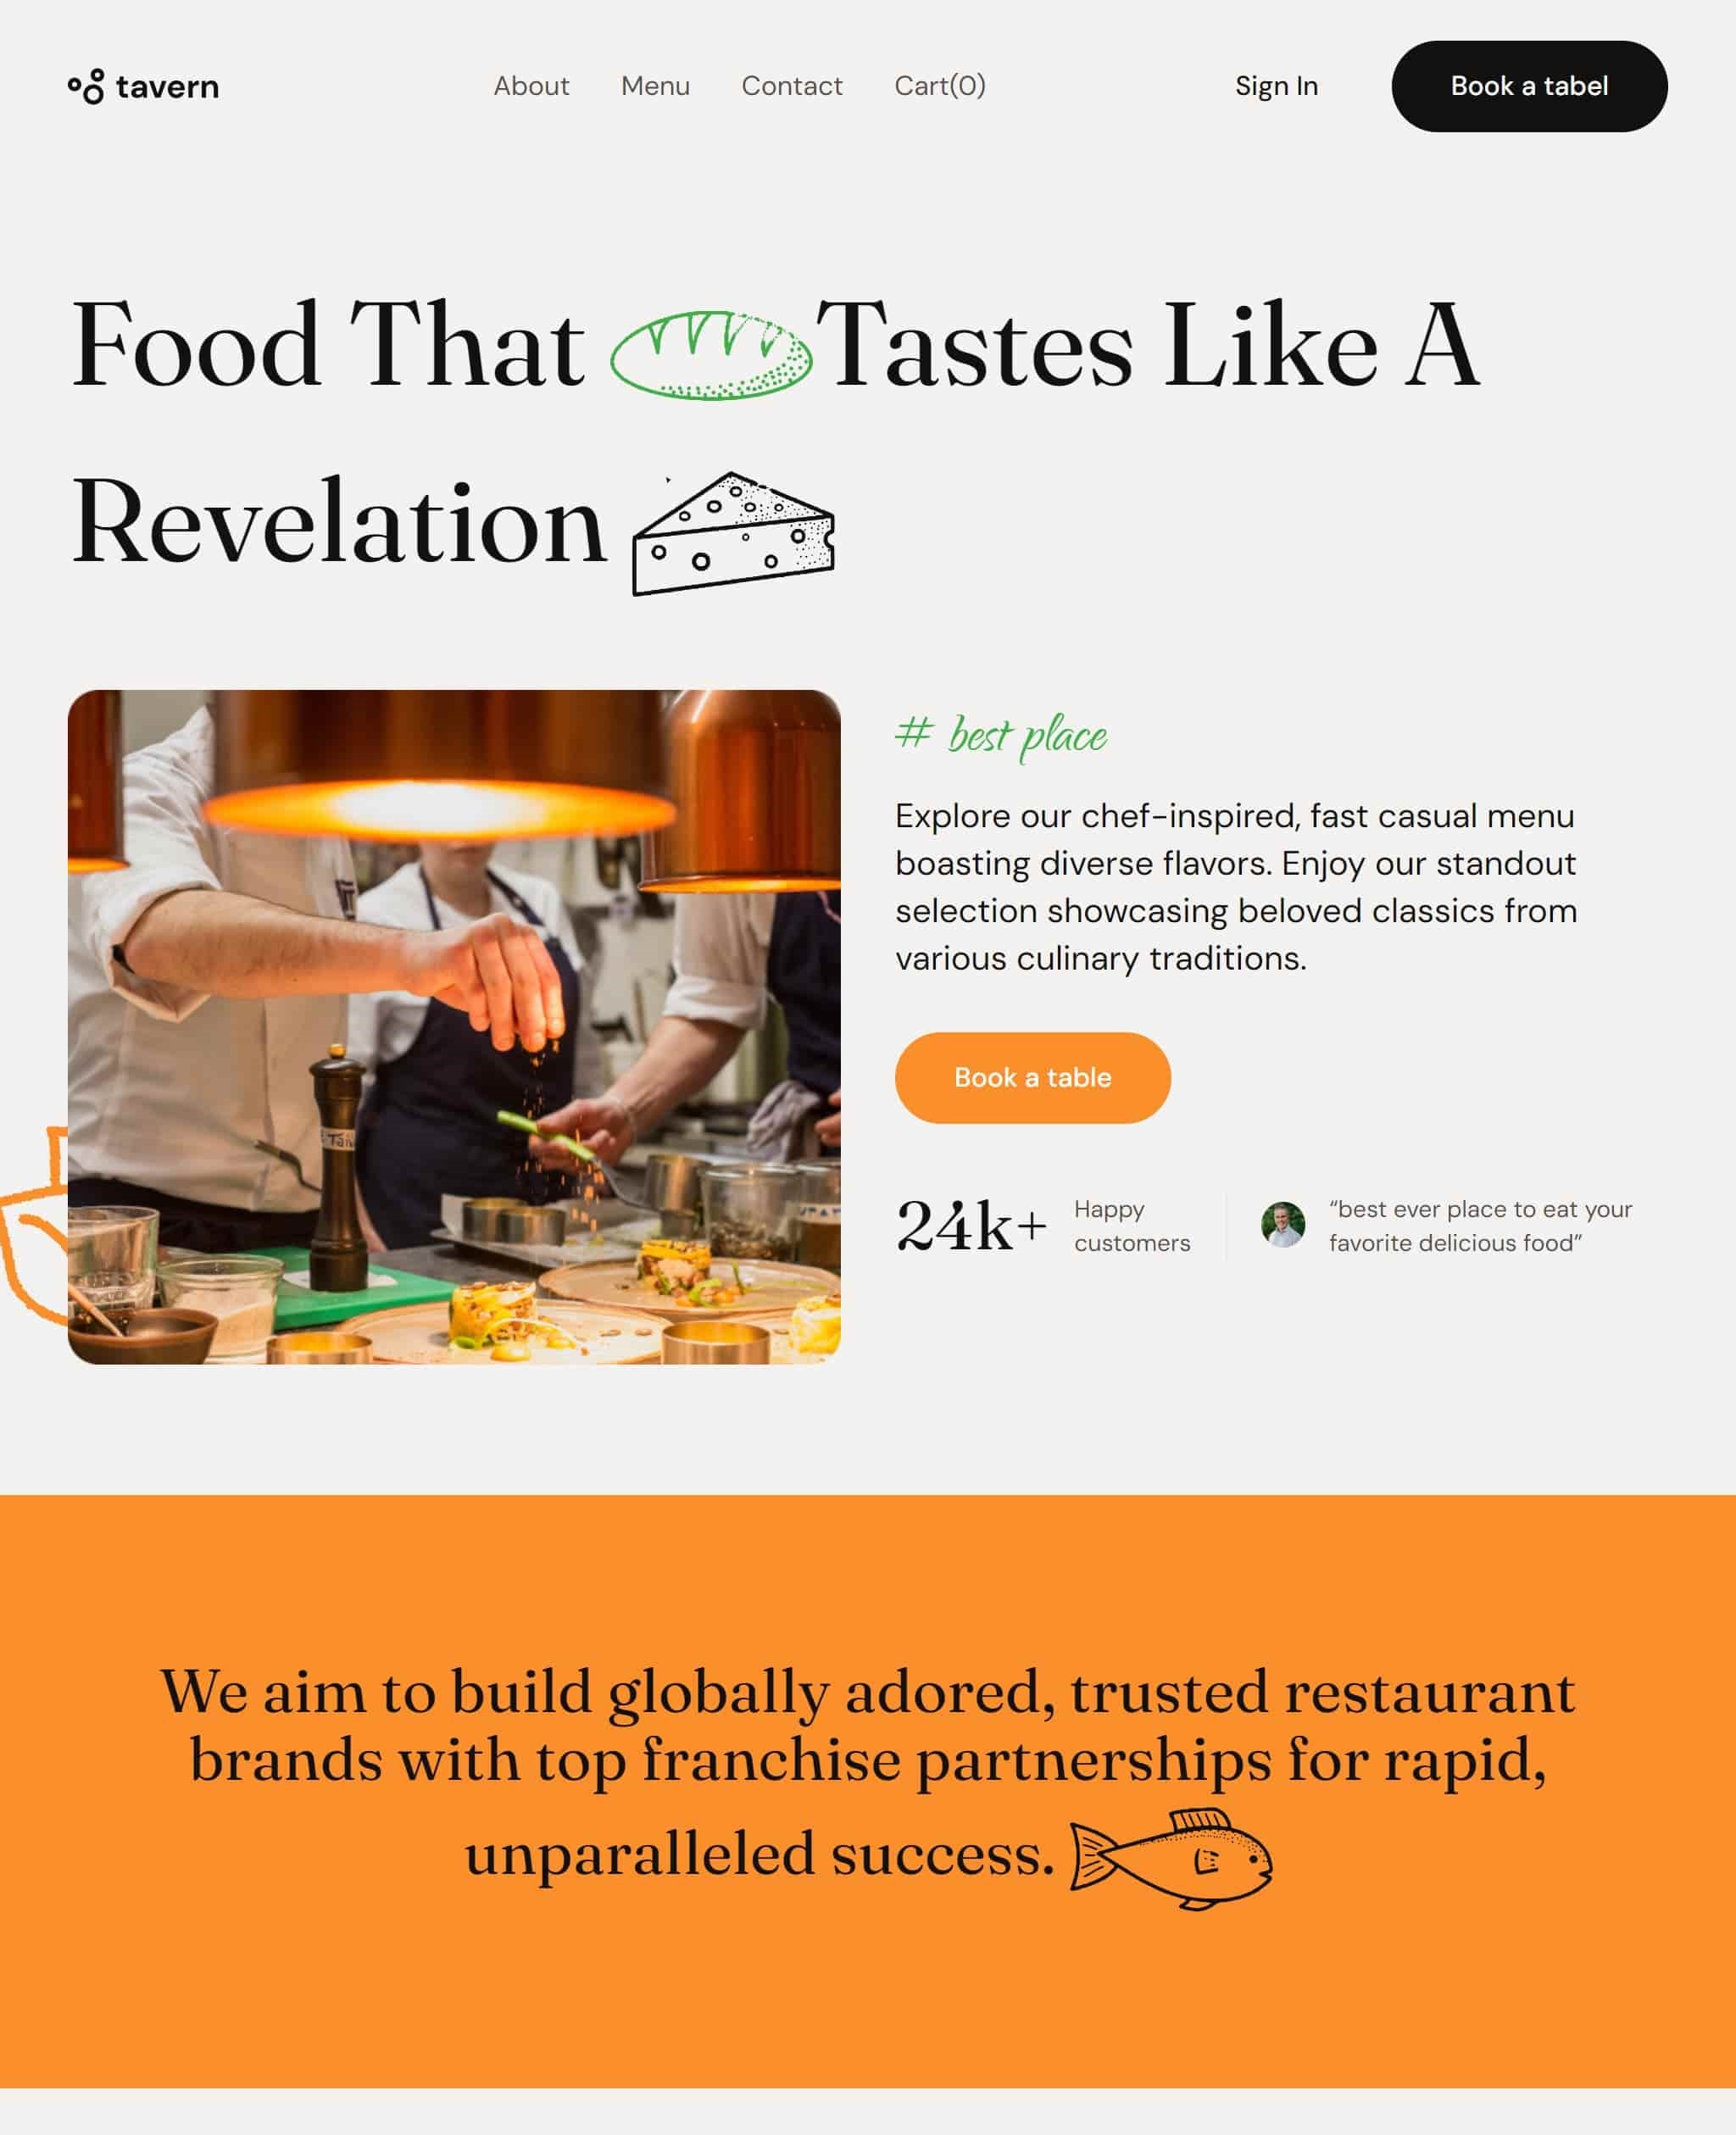 tavern
About Menu Contact Cart(0)
Sign In
Book a tabel
Food That Tastes Like A
Revelation
# best place
Explore our chef-inspired, fast casual menu
boasting diverse flavors. Enjoy our standout
selection showcasing beloved classics from
various culinary traditions.
Book a table
24k+
Happy
customers
“best ever place to eat your
favorite delicious food”
We aim to build globally adored, trusted restaurant
brands with top franchise partnerships for rapid,
unparalleled success.